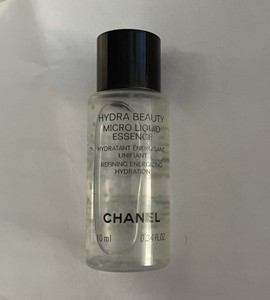 HYDRA BEAUTY
MICRO LIQUID
ESSENCE
HYDRATANT ÉNERGISANT
UNIFIANT
REFINING ENERGIZING
HYDRATION
CHANEL
10 ml 0.34 FL.OZ.